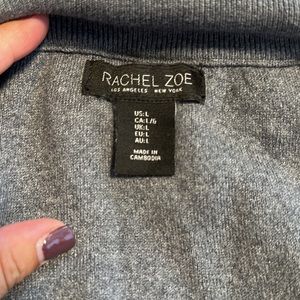 RACHEL ZOE
LOS ANGELES NEW YORK
US:L
CA:L/G
UK:L
EU:L
AU:L
MADE IN
CAMBODIA